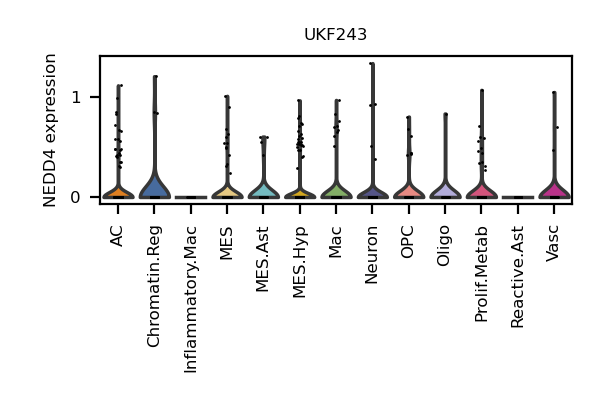 UKF243
NEDD4 expression
1
0
AC
Chromatin.Reg
Inflammatory.Mac
MES
MES.Ast
MES.Hyp
Mac
Neuron
OPC
Oligo
Prolif.Metab
Reactive.Ast
Vasc